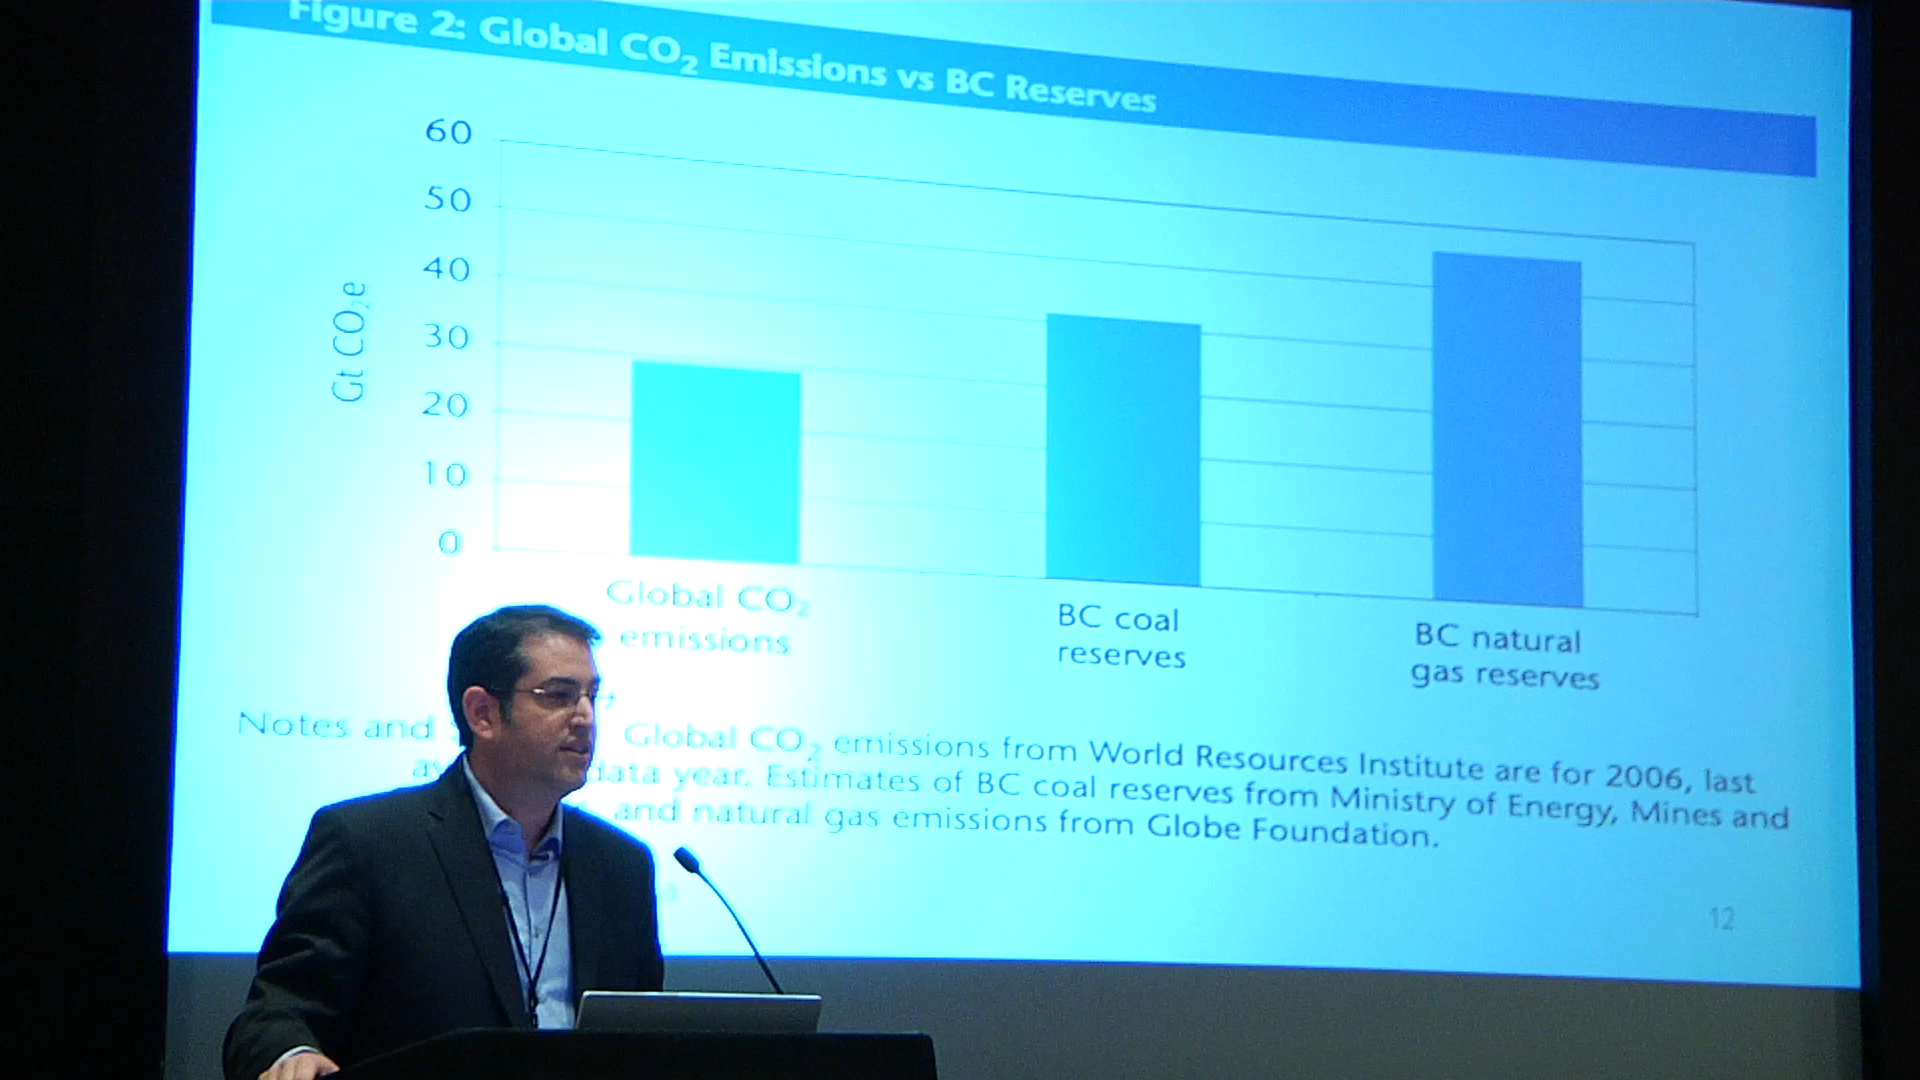 Figure 2: Global CO₂ Emissions vs BC Reserves
60
50
40
30
20
10
0
Gt CO₂e
Global CO₂
emissions
BC coal
reserves
BC natural
gas reserves
Notes and Global CO₂ emissions from World Resources Institute are for 2006, last
data year. Estimates of BC coal reserves from Ministry of Energy, Mines and
and natural gas emissions from Globe Foundation.
12